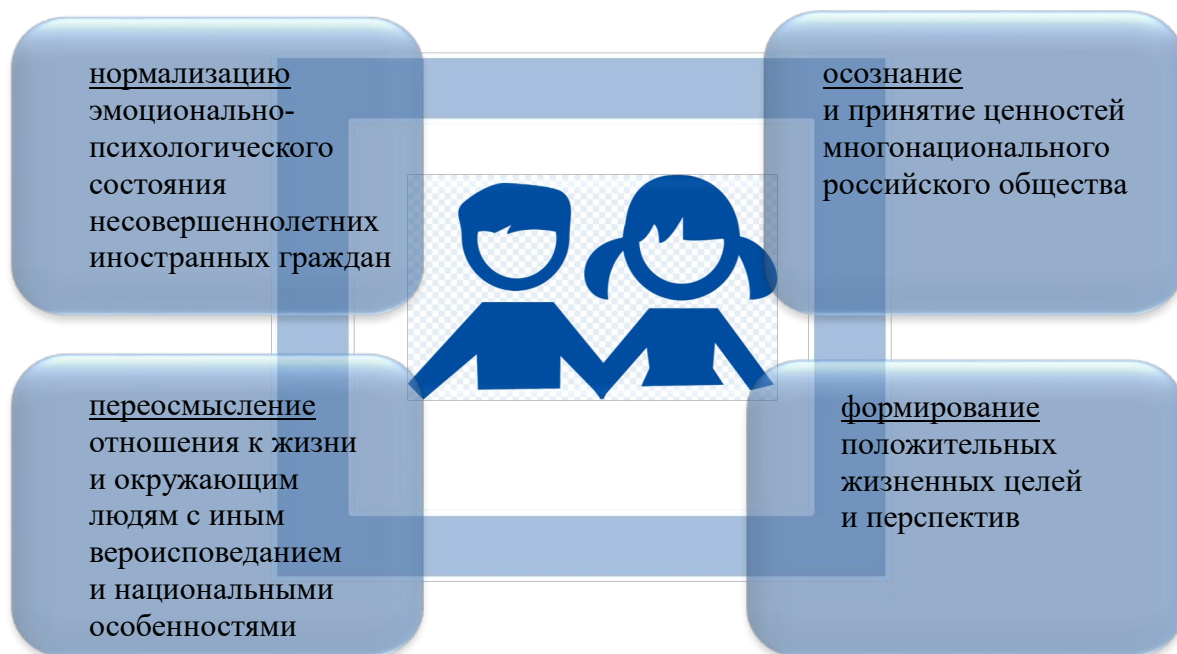 нормализацию
эмоционально-
психологического
состояния
несовершеннолетних
иностранных граждан
осознание
и принятие ценностей
многонационального
российского общества
переосмысление
отношения к жизни
и окружающим
людям с иным
вероисповеданием
и национальными
особенностями
формирование
положительных
жизненных целей
и перспектив